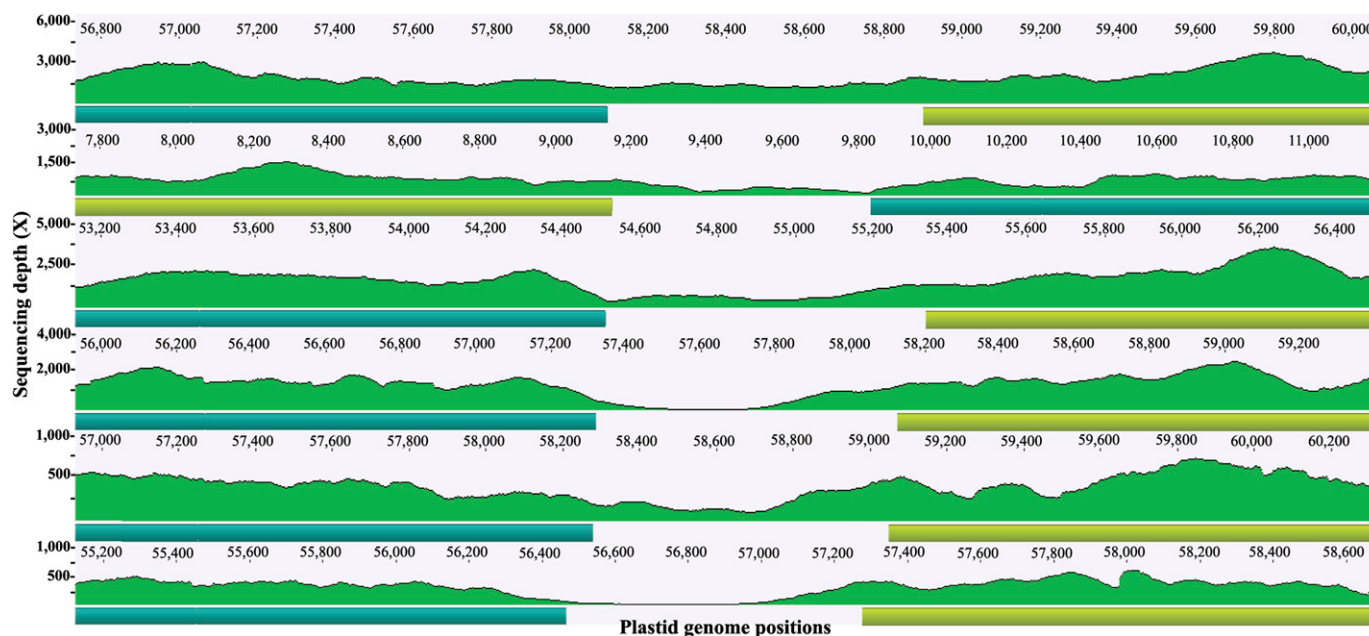 6,000
56,800 57,000 57,200 57,400 57,600 57,800 58,000 58,200 58,400 58,600 58,800 59,000 59,200 59,400 59,600 59,800 60,000
3,000
3,000
7,800 8,000 8,200 8,400 8,600 8,800 9,000 9,200 9,400 9,600 9,800 10,000 10,200 10,400 10,600 10,800 11,000
1,500
5,000
53,200 53,400 53,600 53,800 54,000 54,200 54,400 54,600 54,800 55,000 55,200 55,400 55,600 55,800 56,000 56,200 56,400
2,500
4,000
56,000 56,200 56,400 56,600 56,800 57,000 57,200 57,400 57,600 57,800 58,000 58,200 58,400 58,600 58,800 59,000 59,200
2,000
1,000
57,000 57,200 57,400 57,600 57,800 58,000 58,200 58,400 58,600 58,800 59,000 59,200 59,400 59,600 59,800 60,000 60,200
500
1,000
55,200 55,400 55,600 55,800 56,000 56,200 56,400 56,600 56,800 57,000 57,200 57,400 57,600 57,800 58,000 58,200 58,400 58,600
500
Sequencing depth (X)
Plastid genome positions